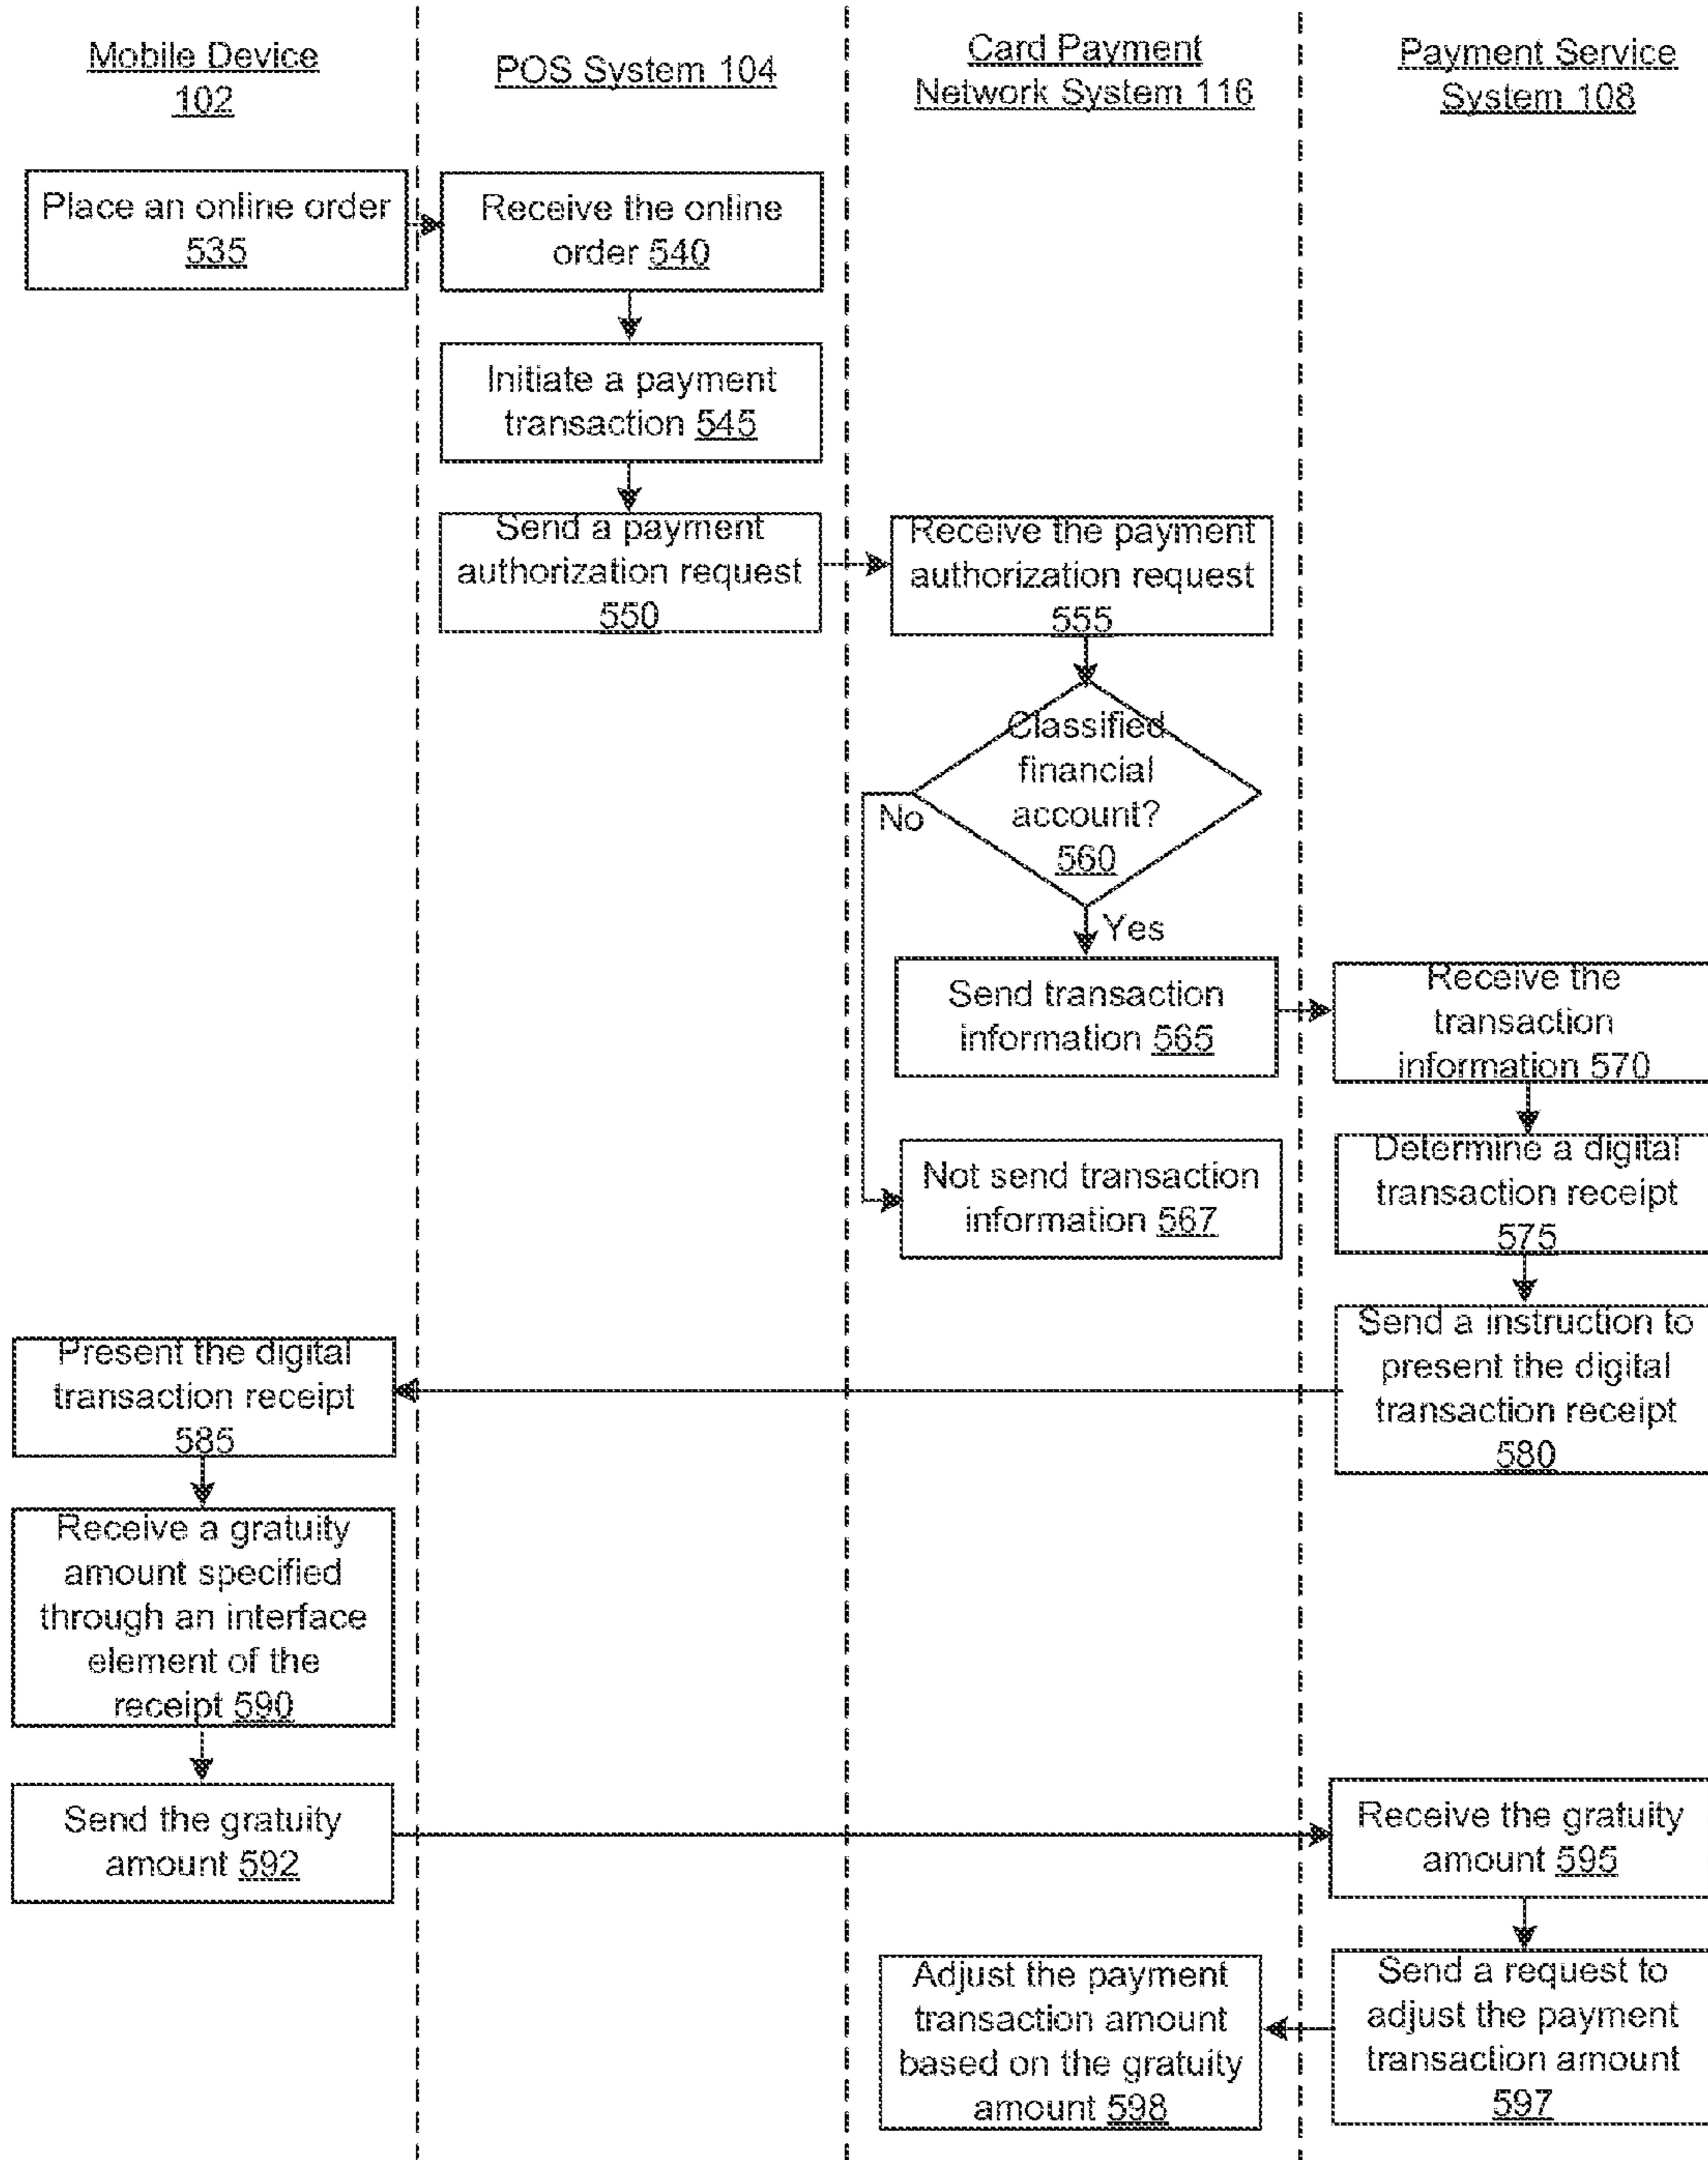 Mobile Device
102
POS System 104
Card Payment
Network System 116
Payment Service
System 108
Place an online order
535
Receive the online
order 540
Initiate a payment
transaction 545
Send a payment
authorization request
550
Receive the payment
authorization request
555
Classified
financial
account?
560
No
Yes
Send transaction
information 565
Receive the
transaction
information 570
Not send transaction
information 567
Determine a digital
transaction receipt
575
Send a instruction to
present the digital
transaction receipt
580
Present the digital
transaction receipt
585
Receive a gratuity
amount specified
through an interface
element of the
receipt 590
Send the gratuity
amount 592
Receive the gratuity
amount 595
Send a request to
adjust the payment
transaction amount
597
Adjust the payment
transaction amount
based on the gratuity
amount 598